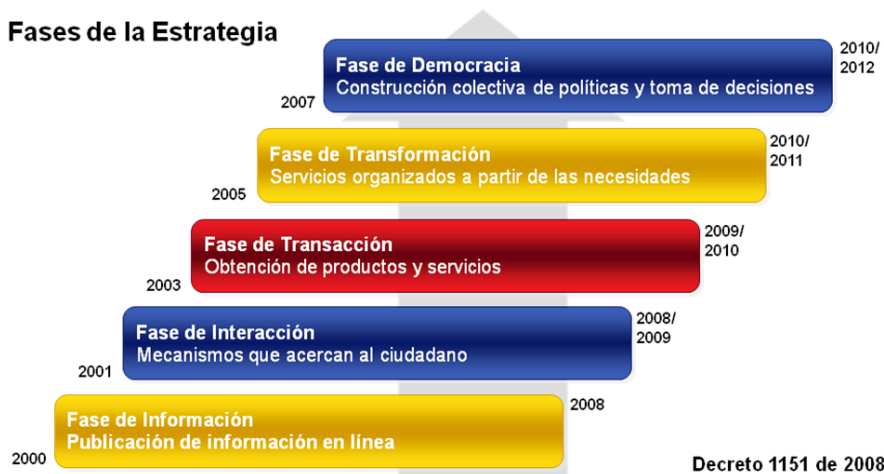 Fases de la Estrategia
2010/
2012
Fase de Democracia
Construcción colectiva de políticas y toma de decisiones
2007
2010/
2011
Fase de Transformación
Servicios organizados a partir de las necesidades
2005
2009/
2010
Fase de Transacción
Obtención de productos y servicios
2003
2008/
2009
Fase de Interacción
Mecanismos que acercan al ciudadano
2001
2008
Fase de Información
Publicación de información en línea
2000
Decreto 1151 de 2008